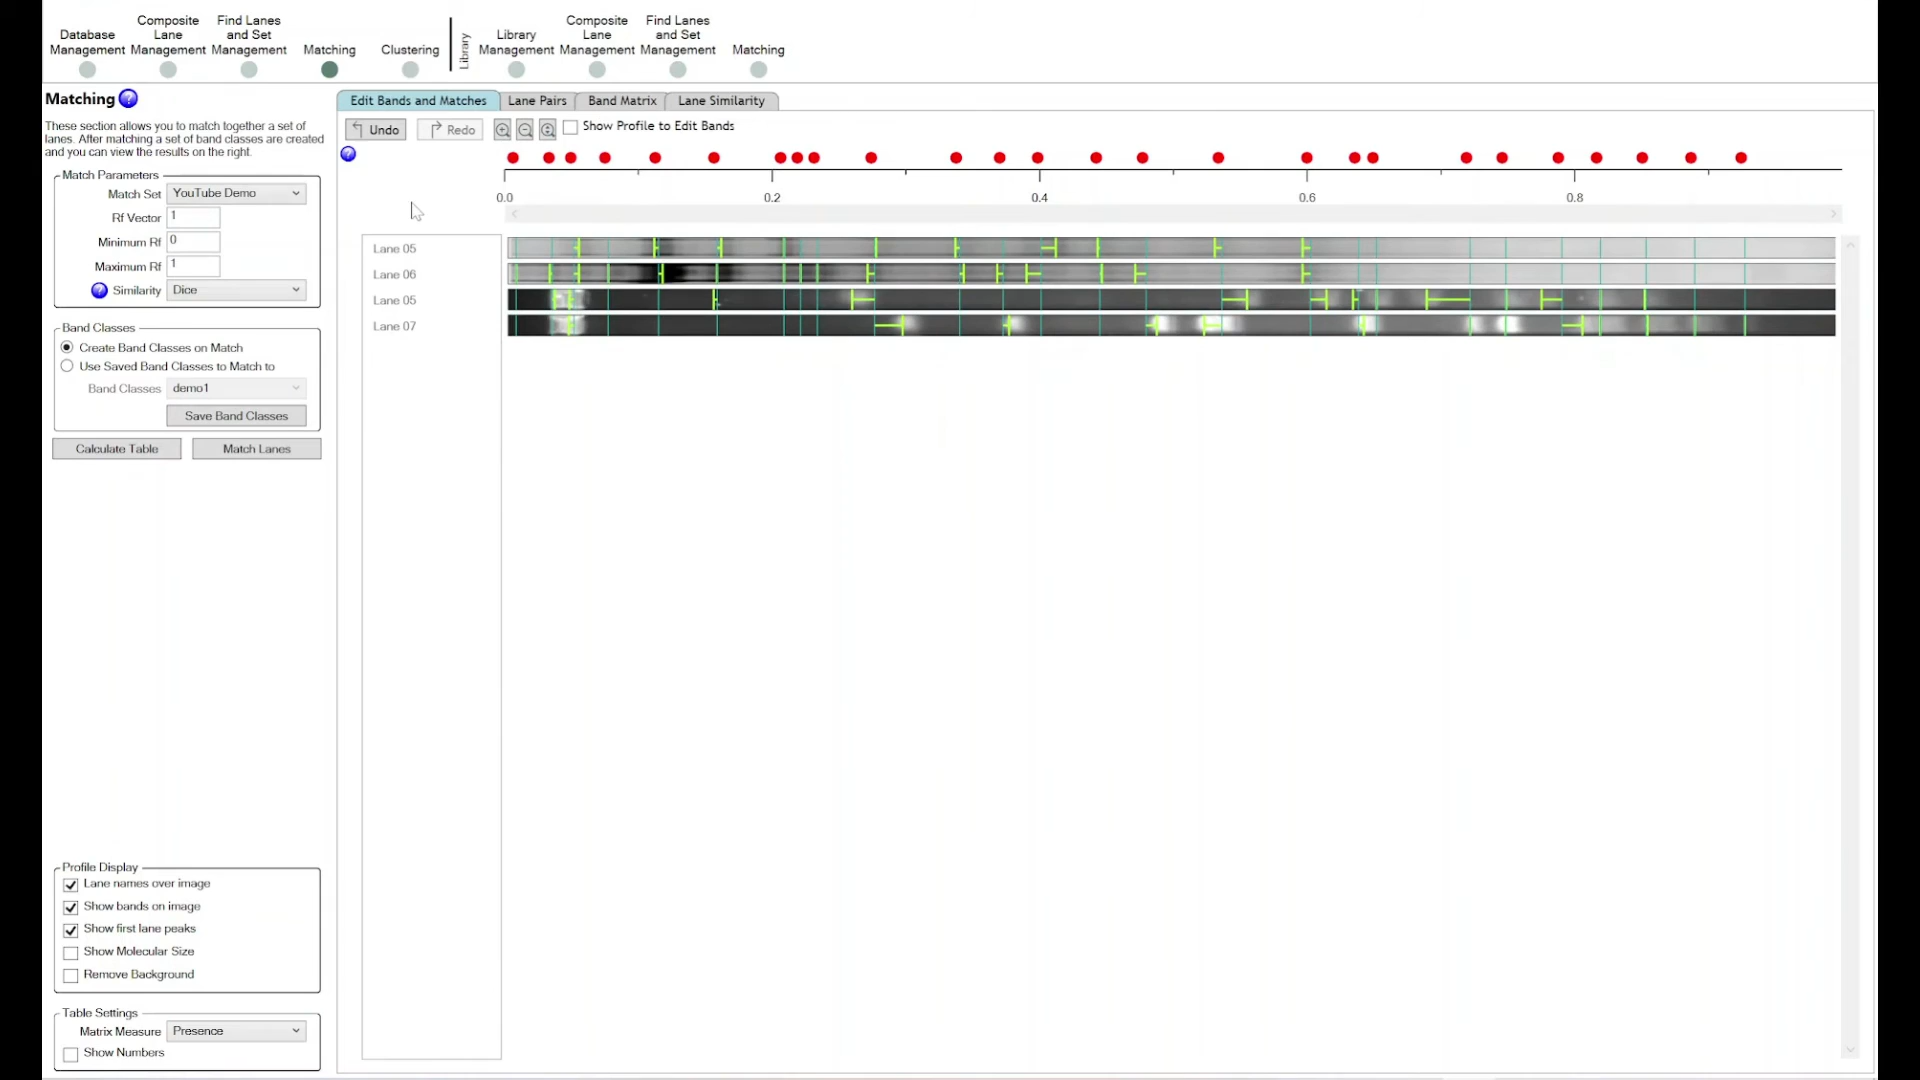 Database Management
Composite Lane Management
Find Lanes and Set Management
Matching
Clustering
Library
Library Management
Composite Lane Management
Find Lanes and Set Management
Matching
Matching ?
These section allows you to match together a set of
lanes. After matching a set of band classes are created
and you can view the results on the right.
Match Parameters
Match Set YouTube Demo
Rf Vector 1
Minimum Rf 0
Maximum Rf 1
? Similarity Dice
Band Classes
Create Band Classes on Match
Use Saved Band Classes to Match to
Band Classes demo1
Save Band Classes
Calculate Table Match Lanes
Profile Display
Lane names over image
Show bands on image
Show first lane peaks
Show Molecular Size
Remove Background
Table Settings
Matrix Measure Presence
Show Numbers
Edit Bands and Matches Lane Pairs Band Matrix Lane Similarity
Undo Redo Show Profile to Edit Bands
?
0.0 0.2 0.4 0.6 0.8
Lane 05
Lane 06
Lane 05
Lane 07